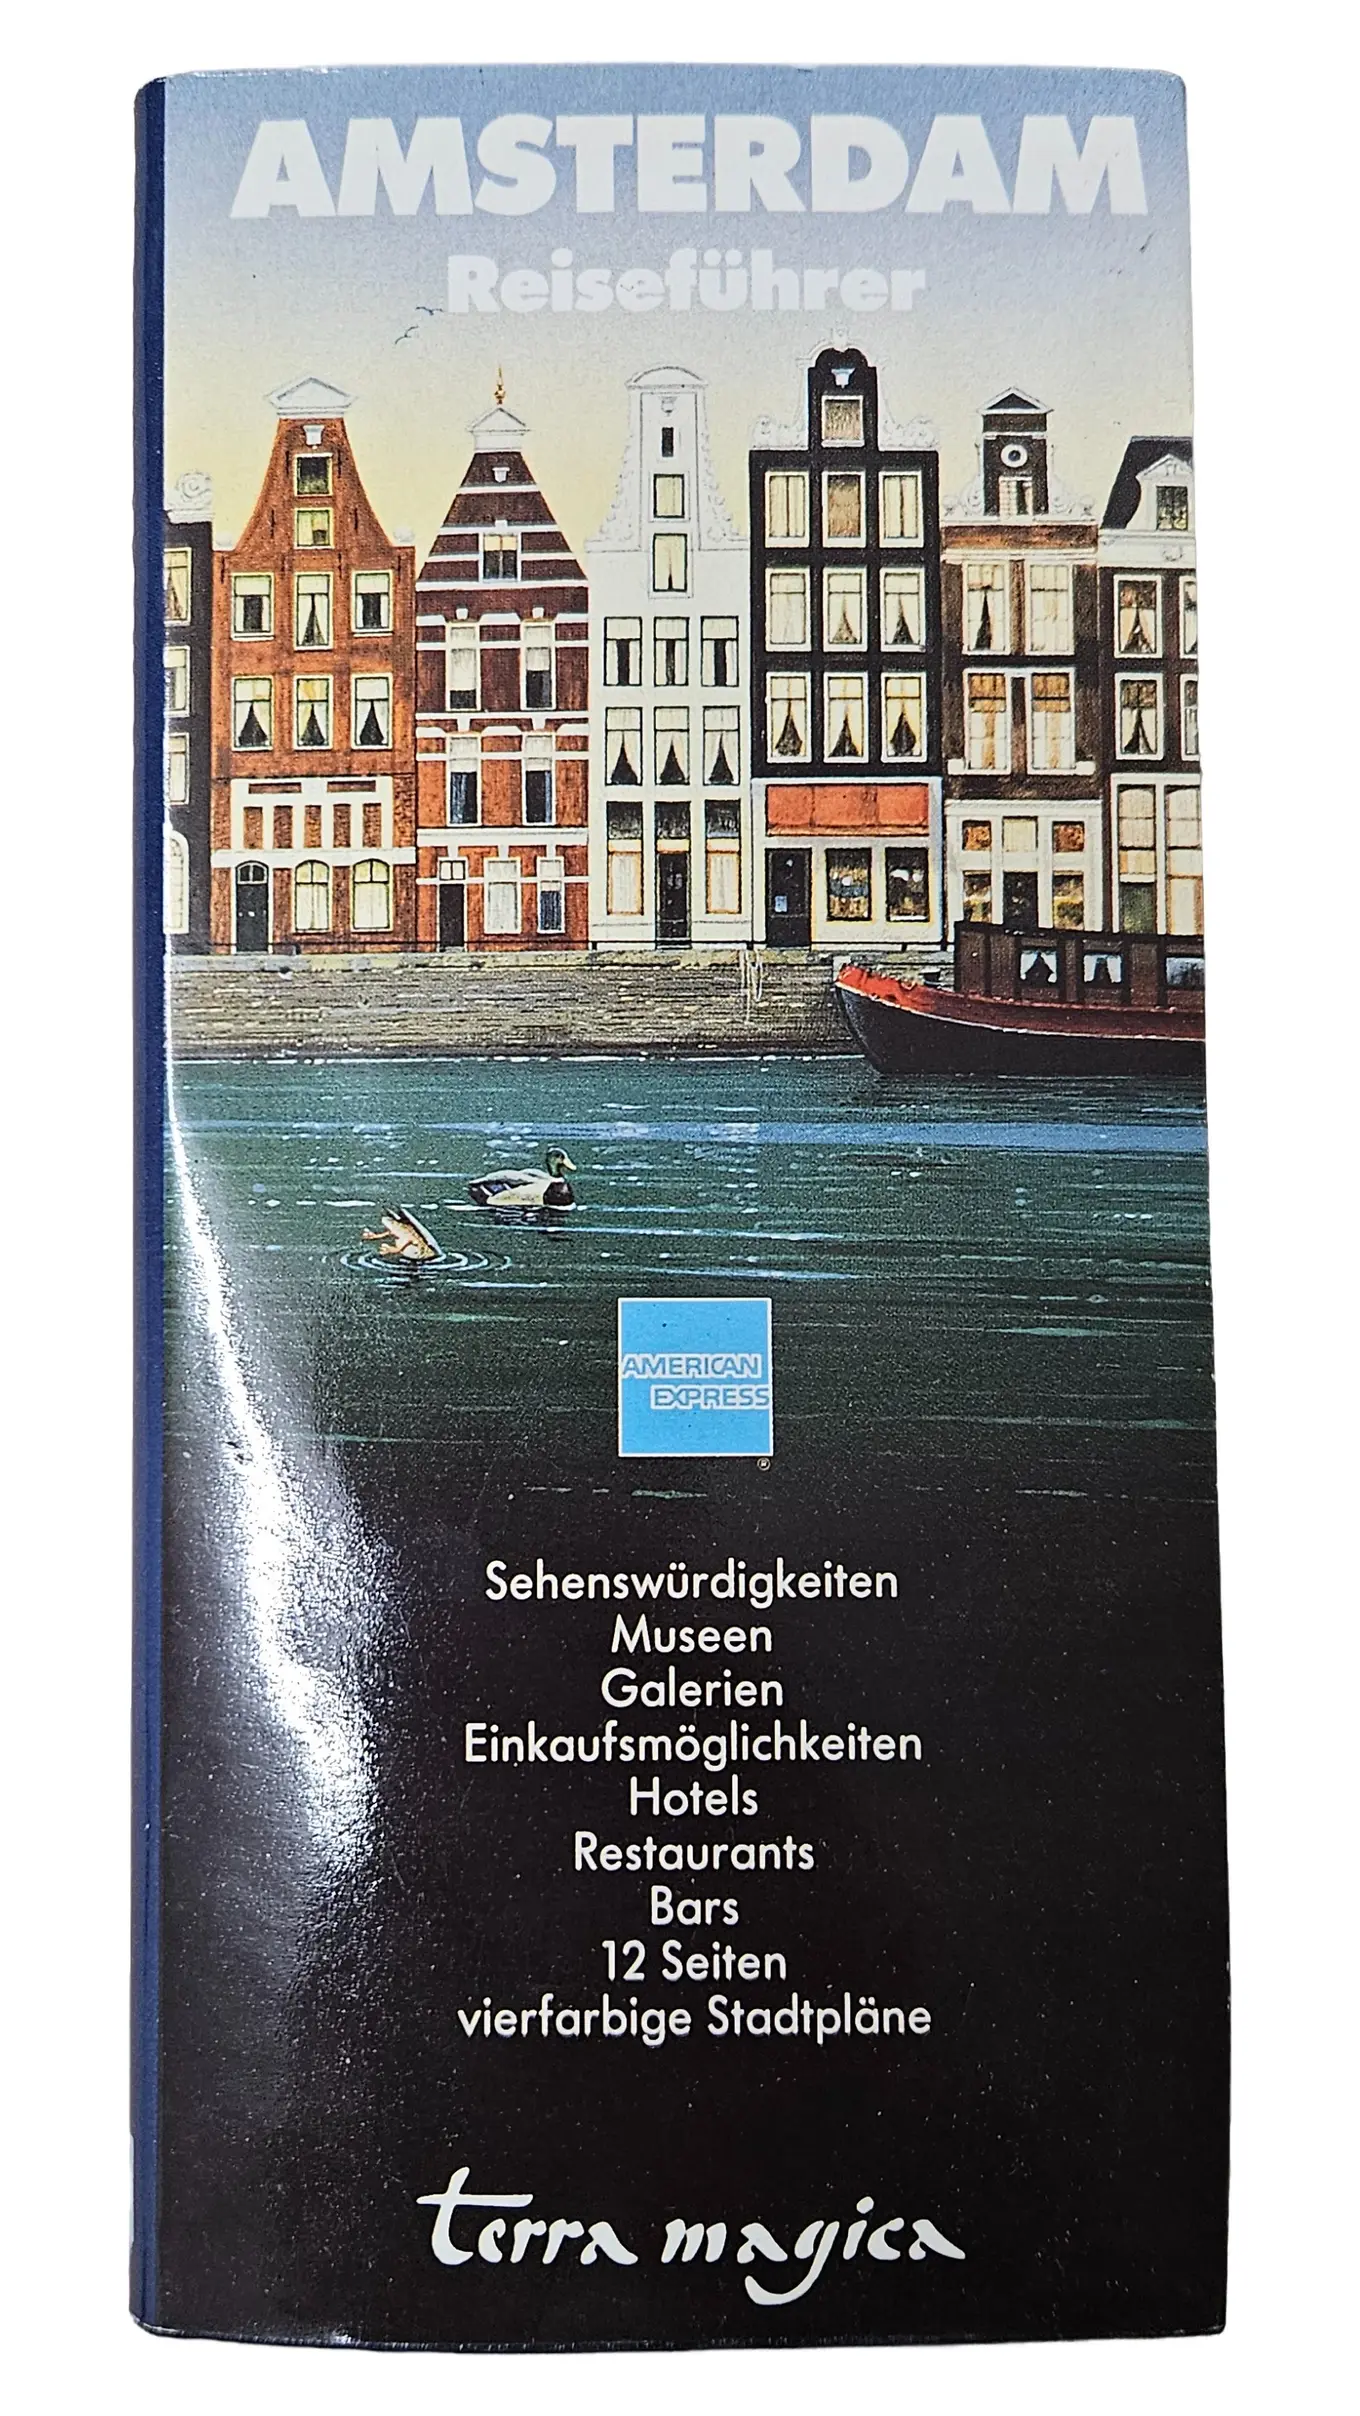 AMSTERDAM
Reiseführer
AMERICAN
EXPRESS
®
Sehenswürdigkeiten
Museen
Galerien
Einkaufsmöglichkeiten
Hotels
Restaurants
Bars
12 Seiten
vierfarbige Stadtpläne
terra magica